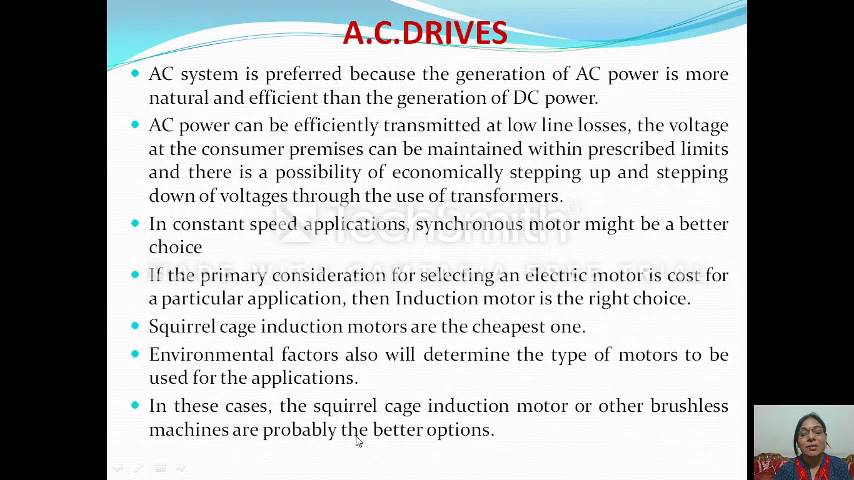 A.C.DRIVES
AC system is preferred because the generation of AC power is more
natural and efficient than the generation of DC power.
AC power can be efficiently transmitted at low line losses, the voltage
at the consumer premises can be maintained within prescribed limits
and there is a possibility of economically stepping up and stepping
down of voltages through the use of transformers.
In constant speed applications, synchronous motor might be a better
choice
TechSmith
MADE WITH CAMTASIA FREE TRIAL
If the primary consideration for selecting an electric motor is cost for
a particular application, then Induction motor is the right choice.
Squirrel cage induction motors are the cheapest one.
Environmental factors also will determine the type of motors to be
used for the applications.
In these cases, the squirrel cage induction motor or other brushless
machines are probably the better options.